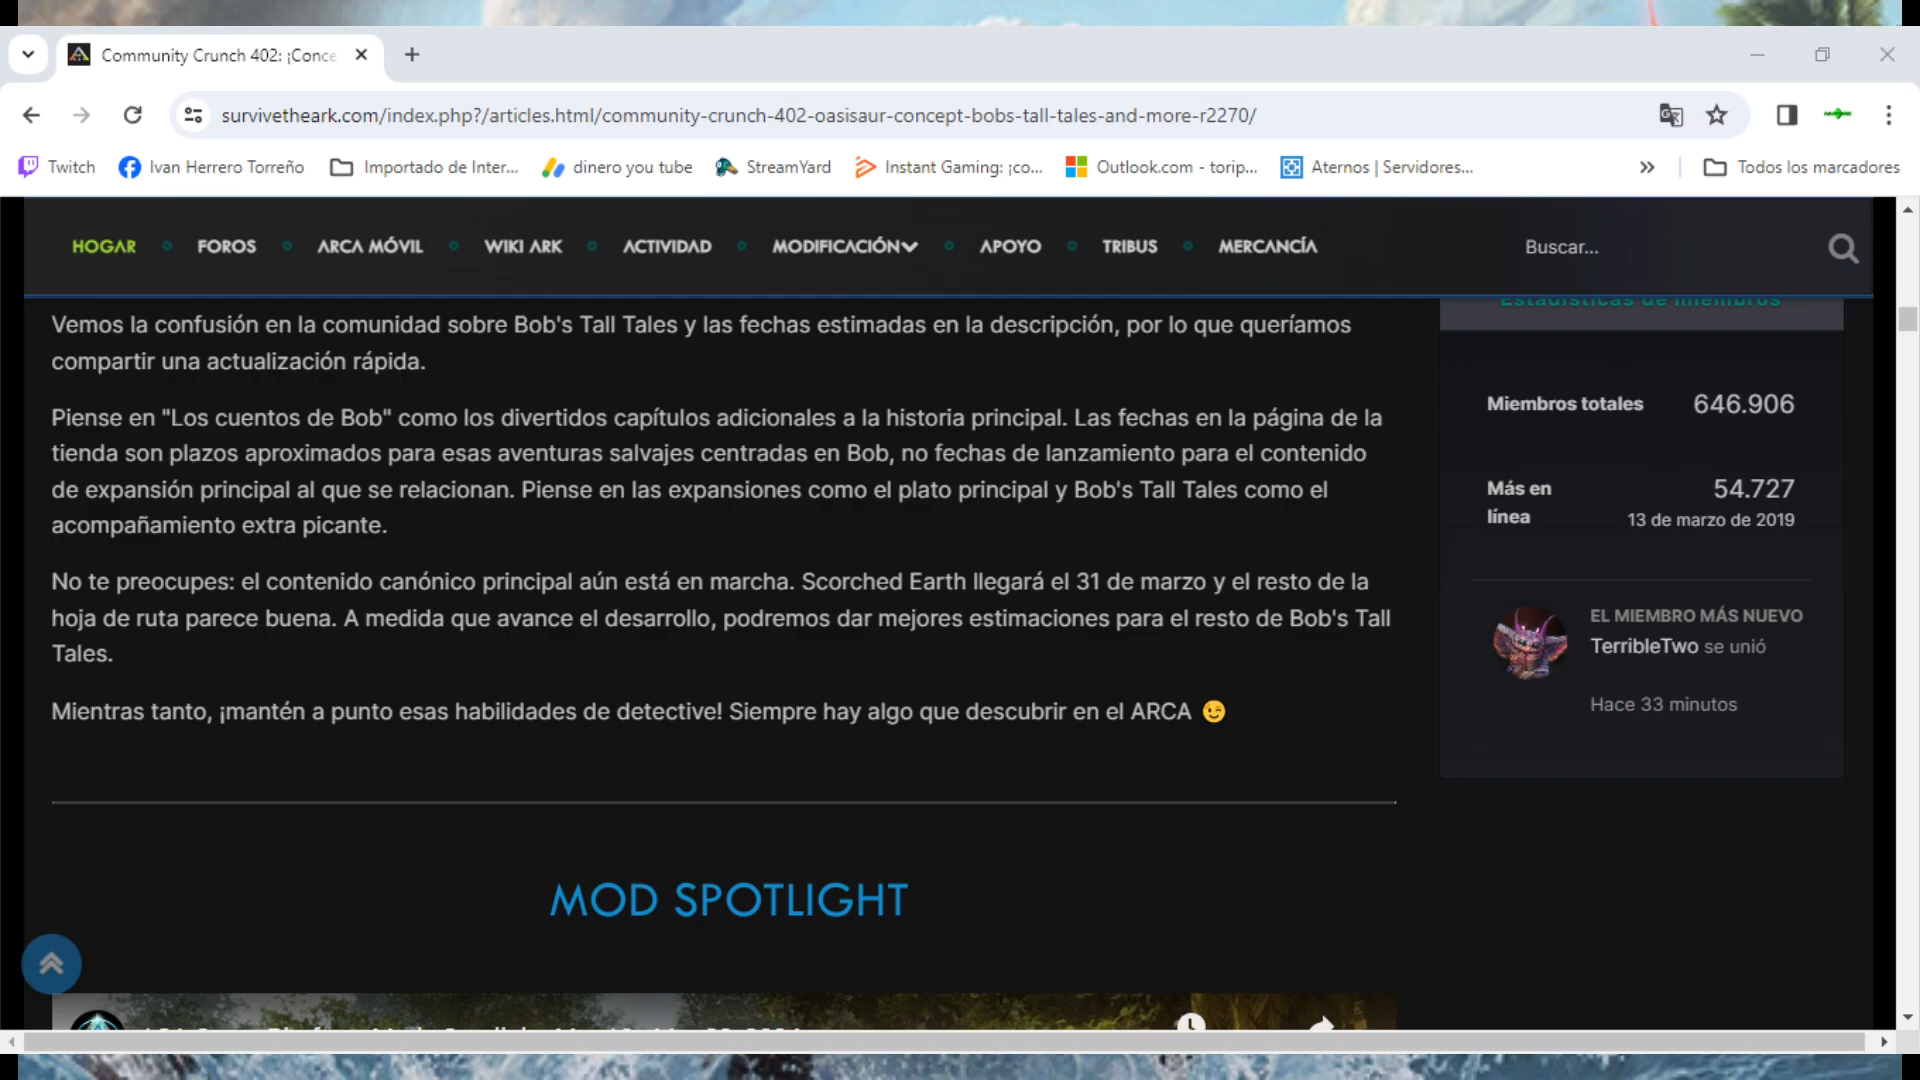 Community Crunch 402: ¡Conce
survivetheark.com/index.php?/articles.html/community-crunch-402-oasisaur-concept-bobs-tall-tales-and-more-r2270/
Twitch Ivan Herrero Torreño Importado de Inter... dinero you tube StreamYard Instant Gaming: ¡co... Outlook.com - torip... Aternos | Servidores... » Todos los marcadores
HOGAR FOROS ARCA MÓVIL WIKI ARK ACTIVIDAD MODIFICACIÓN APOYO TRIBUS MERCANCÍA Buscar...
Estadísticas de miembros
Vemos la confusión en la comunidad sobre Bob's Tall Tales y las fechas estimadas en la descripción, por lo que queríamos
compartir una actualización rápida.
Piense en "Los cuentos de Bob" como los divertidos capítulos adicionales a la historia principal. Las fechas en la página de la
tienda son plazos aproximados para esas aventuras salvajes centradas en Bob, no fechas de lanzamiento para el contenido
de expansión principal al que se relacionan. Piense en las expansiones como el plato principal y Bob's Tall Tales como el
acompañamiento extra picante.
No te preocupes: el contenido canónico principal aún está en marcha. Scorched Earth llegará el 31 de marzo y el resto de la
hoja de ruta parece buena. A medida que avance el desarrollo, podremos dar mejores estimaciones para el resto de Bob's Tall
Tales.
Mientras tanto, ¡mantén a punto esas habilidades de detective! Siempre hay algo que descubrir en el ARCA 😉
Miembros totales 646.906
Más en
línea
54.727
13 de marzo de 2019
EL MIEMBRO MÁS NUEVO
TerribleTwo se unió
Hace 33 minutos
MOD SPOTLIGHT